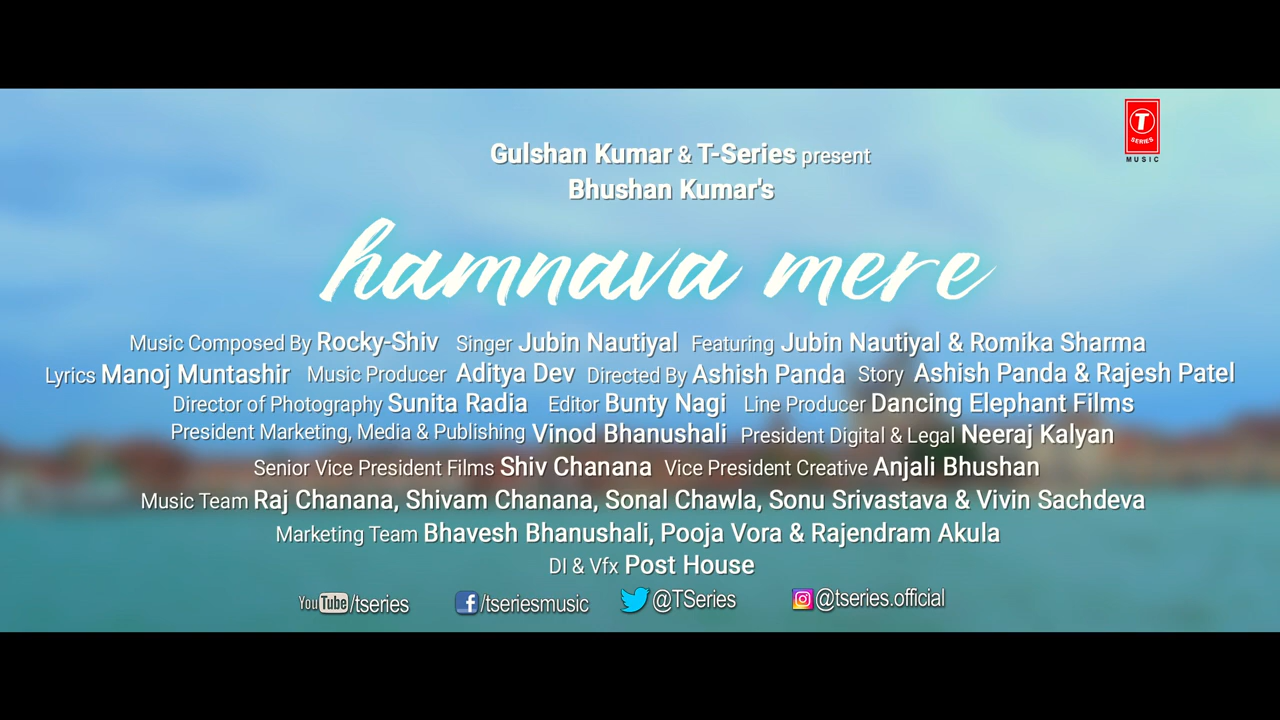 T
SERIES
MUSIC
Gulshan Kumar & T-Series present
Bhushan Kumar's
hamnava mere
Music Composed By Rocky-Shiv Singer Jubin Nautiyal Featuring Jubin Nautiyal & Romika Sharma
Lyrics Manoj Muntashir Music Producer Aditya Dev Directed By Ashish Panda Story Ashish Panda & Rajesh Patel
Director of Photography Sunita Radia Editor Bunty Nagi Line Producer Dancing Elephant Films
President Marketing, Media & Publishing Vinod Bhanushali President Digital & Legal Neeraj Kalyan
Senior Vice President Films Shiv Chanana Vice President Creative Anjali Bhushan
Music Team Raj Chanana, Shivam Chanana, Sonal Chawla, Sonu Srivastava & Vivin Sachdeva
Marketing Team Bhavesh Bhanushali, Pooja Vora & Rajendram Akula
DI & Vfx Post House
YouTube/tseries f/tseriesmusic @TSeries @tseries.official